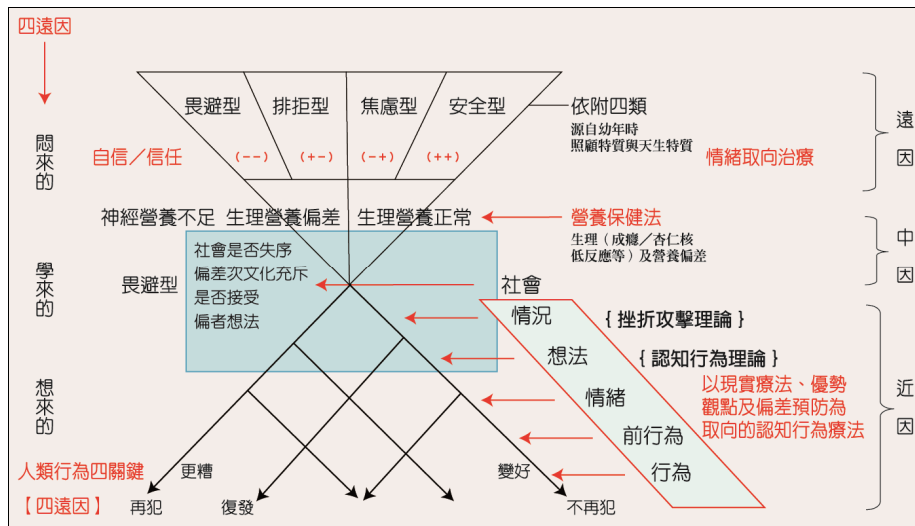 四遠因
畏避型
排拒型
焦慮型
安全型
依附四類
源自幼年時
照顧特質與天生特質
遠因
悶來的
自信／信任
(--)
(+-)
(-+)
(++)
情緒取向治療
神經營養不足
生理營養偏差
生理營養正常
營養保健法
生理（成癮／杏仁核
低反應等）及營養偏差
中因
學來的
畏避型
社會是否失序
偏差次文化充斥
是否接受
偏者想法
社會
情況
{ 挫折攻擊理論 }
想法
{ 認知行為理論 }
想來的
情緒
以現實療法、優勢
觀點及偏差預防為
取向的認知行為療法
近因
前行為
行為
人類行為四關鍵
【四遠因】
更糟
變好
再犯
復發
不再犯